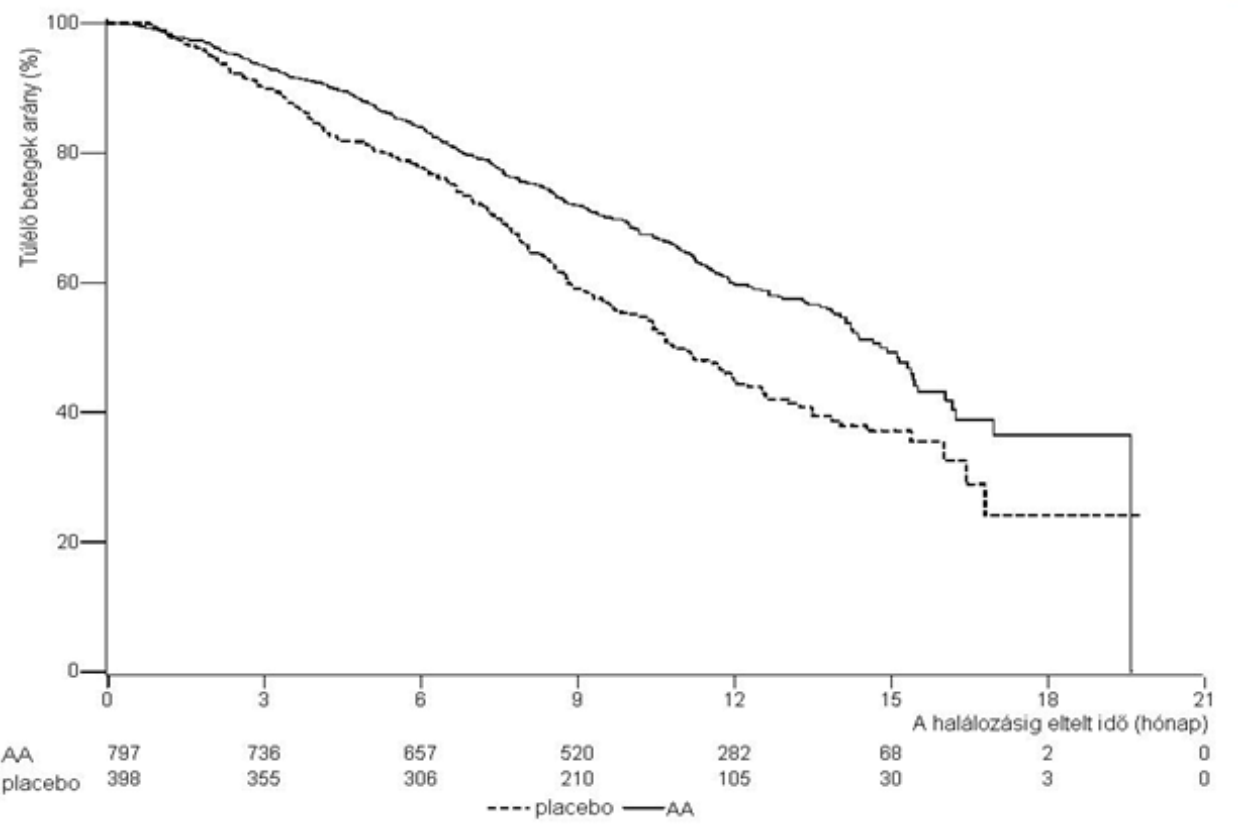 Túlélő betegek arány (%)
100
80
60
40
20
0
0 3 6 9 12 15 18 21
A halálozásig eltelt idő (hónap)
AA 797 736 657 520 282 68 2 0
placebo 398 355 306 210 105 30 3 0
placebo AA